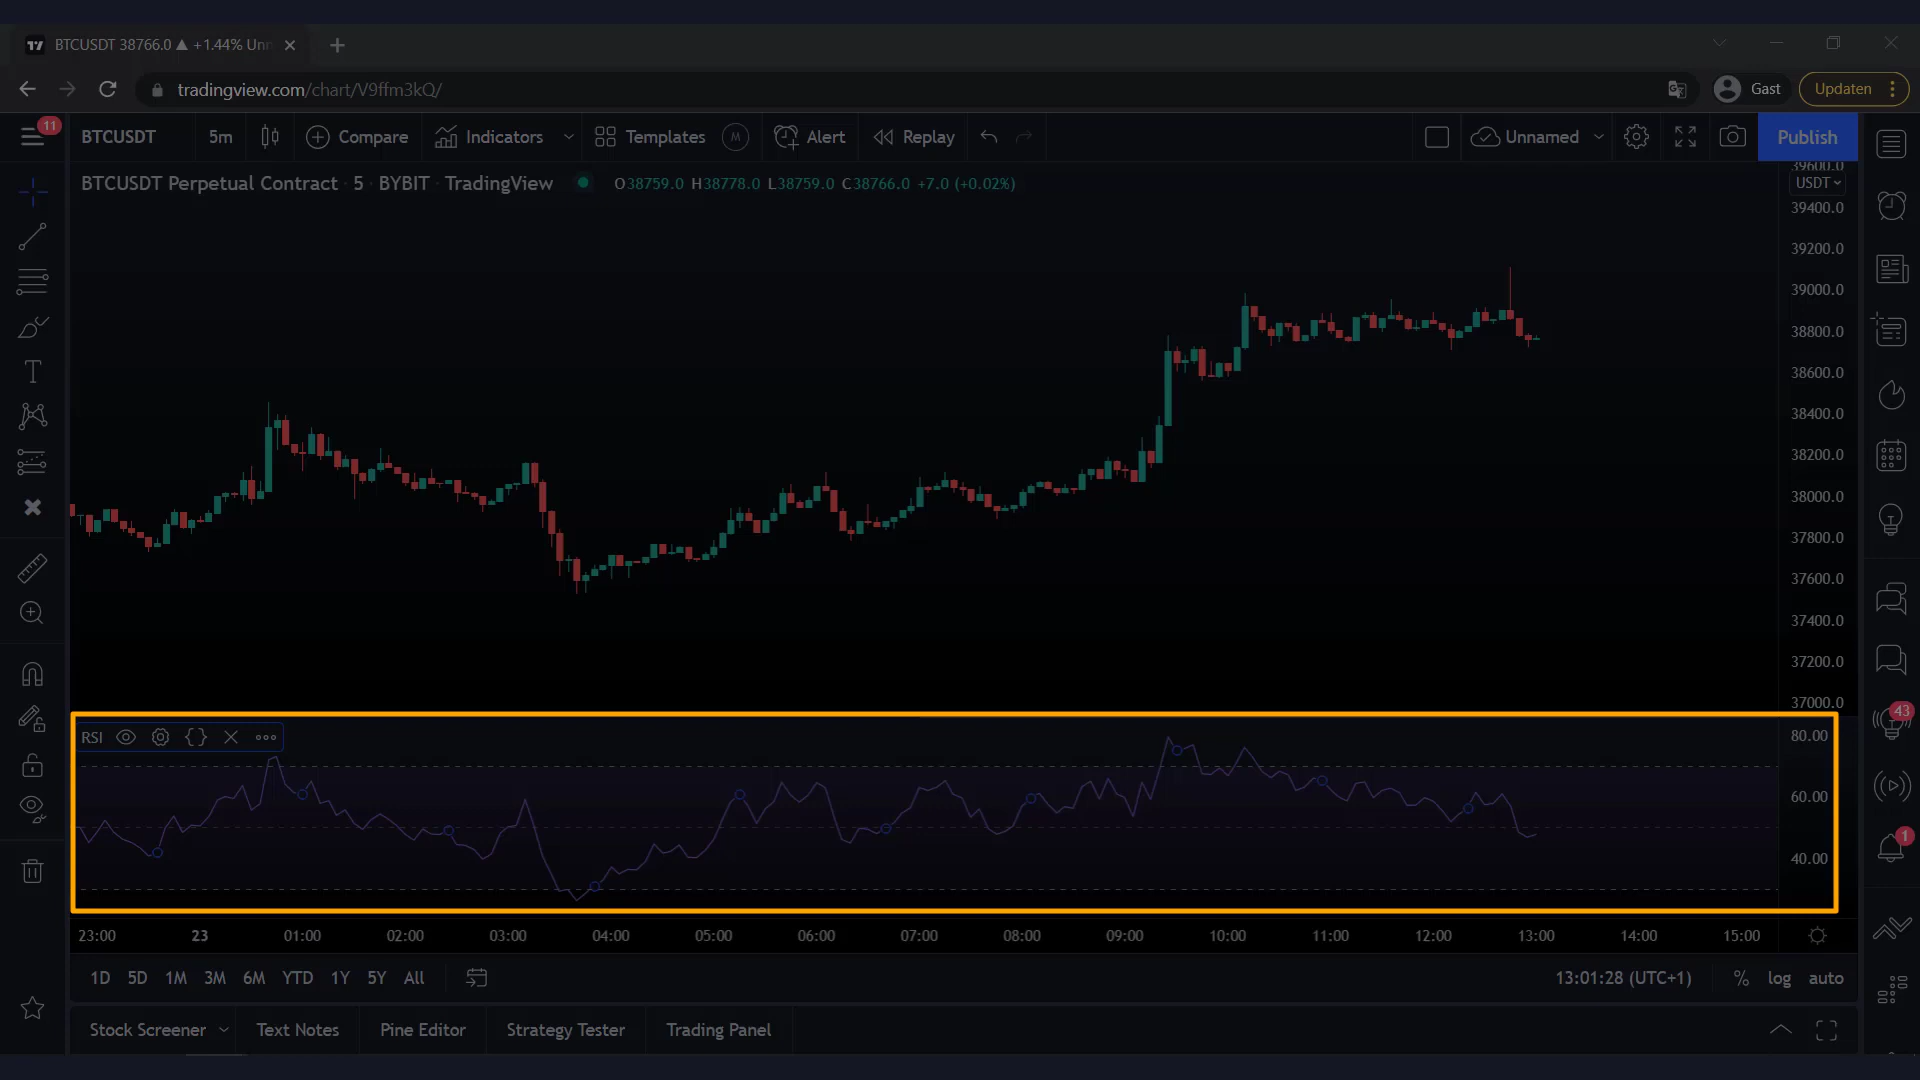 BTCUSDT 38766.0 ▲ +1.44% Unn
tradingview.com/chart/V9ffm3kQ/
Gast
Updaten
11
BTCUSDT
5m
Compare
Indicators
Templates
M
Alert
Replay
Unnamed
Publish
BTCUSDT Perpetual Contract · 5 · BYBIT · TradingView
O38759.0 H38778.0 L38759.0 C38766.0 +7.0 (+0.02%)
39600.0
USDT
39400.0
39200.0
39000.0
38800.0
38600.0
38400.0
38200.0
38000.0
37800.0
37600.0
37400.0
37200.0
37000.0
43
1
RSI
80.00
60.00
40.00
23:00 23 01:00 02:00 03:00 04:00 05:00 06:00 07:00 08:00 09:00 10:00 11:00 12:00 13:00 14:00 15:00
1D 5D 1M 3M 6M YTD 1Y 5Y All
13:01:28 (UTC+1)
% log auto
Stock Screener
Text Notes
Pine Editor
Strategy Tester
Trading Panel